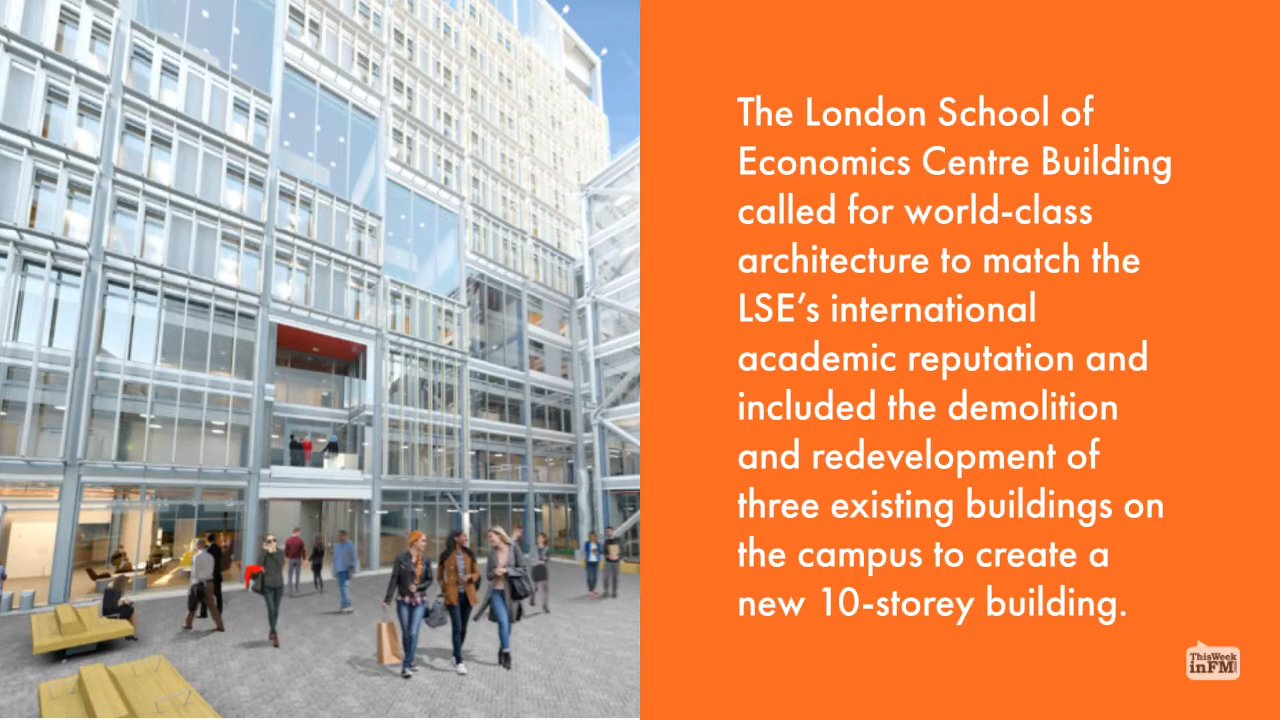 The London School of
Economics Centre Building
called for world-class
architecture to match the
LSE’s international
academic reputation and
included the demolition
and redevelopment of
three existing buildings on
the campus to create a
new 10-storey building.
ThisWeek
inFM